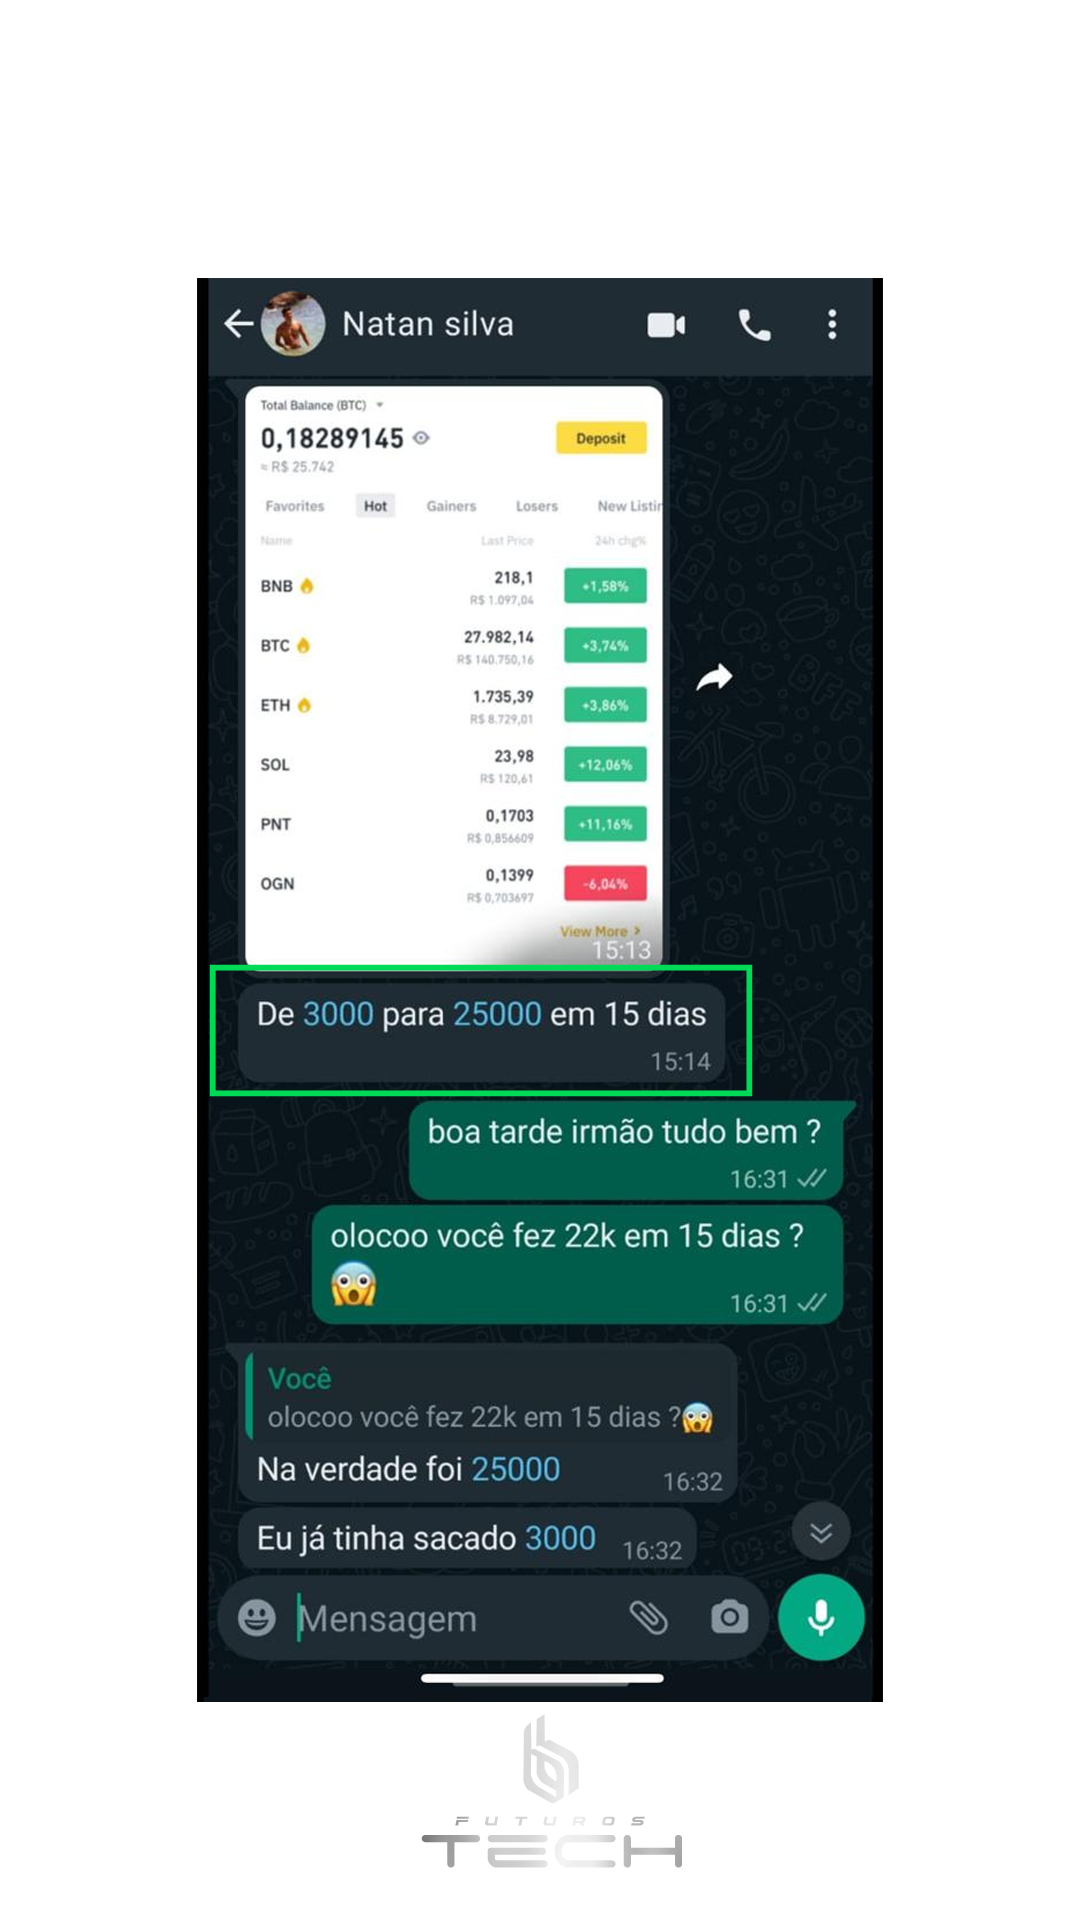 Natan silva
Total Balance (BTC)
0,18289145
Deposit
≈ R$ 25.742
Favorites Hot Gainers Losers New Listin
Name Last Price 24h chg%
BNB 218,1 +1,58%
R$ 1.097,04
BTC 27.982,14 +3,74%
R$ 140.750,16
ETH 1.735,39 +3,86%
R$ 8.729,01
SOL 23,98 +12,06%
R$ 120,61
PNT 0,1703 +11,16%
R$ 0,856609
OGN 0,1399 -6,04%
R$ 0,703697
View More
15:13
De 3000 para 25000 em 15 dias
15:14
boa tarde irmão tudo bem ?
16:31
olocoo você fez 22k em 15 dias ?
😱
16:31
Você
olocoo você fez 22k em 15 dias ?😱
Na verdade foi 25000
16:32
Eu já tinha sacado 3000 16:32
Mensagem
FUTUROS
TECH